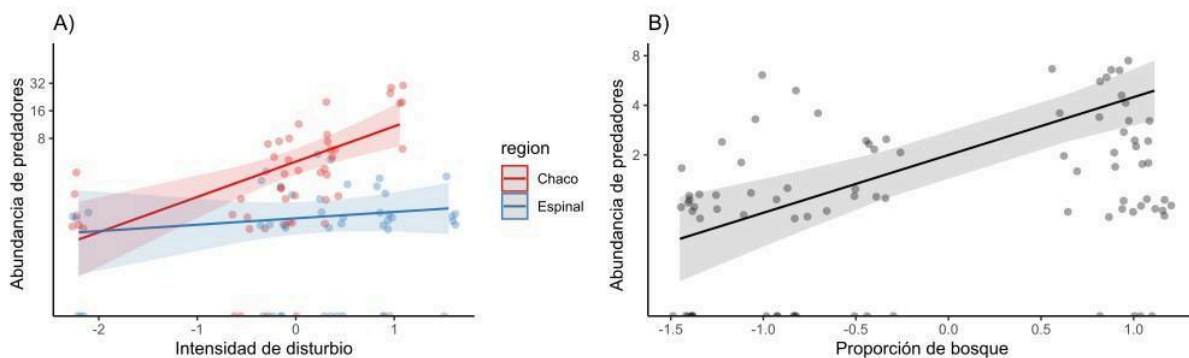 A)
Abundancia de predadores
32
16
8
-2
-1
0
1
Intensidad de disturbio
region
Chaco
Espinal
B)
Abundancia de predadores
8
4
2
-1.5
-1.0
-0.5
0.0
0.5
1.0
Proporción de bosque